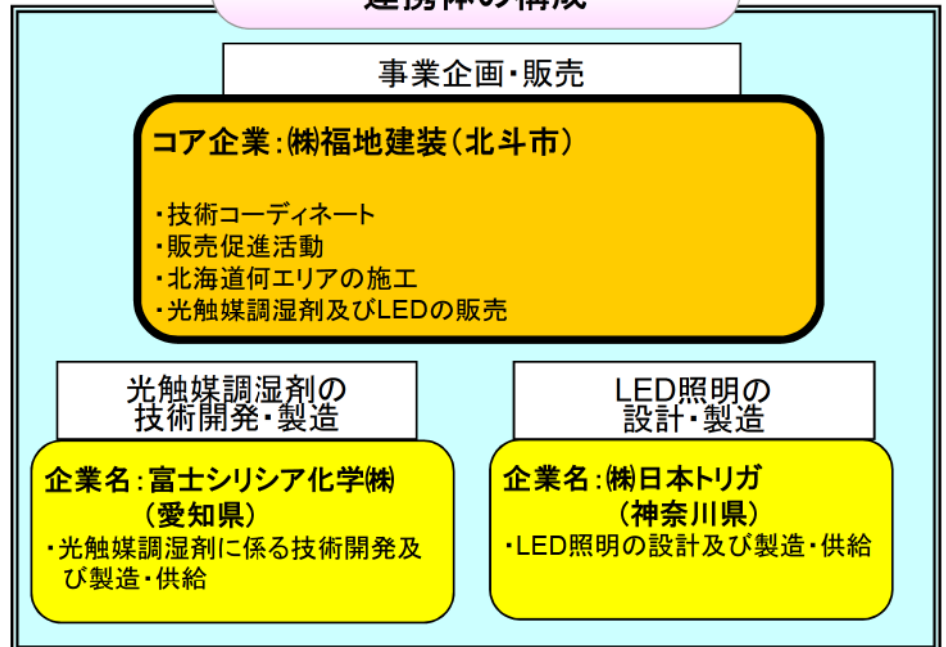 連携体の構成
事業企画・販売
コア企業:㈱福地建装(北斗市)
・技術コーディネート
・販売促進活動
・北海道何エリアの施工
・光触媒調湿剤及びLEDの販売
光触媒調湿剤の
技術開発・製造
企業名:富士シリシア化学㈱
(愛知県)
・光触媒調湿剤に係る技術開発及
び製造・供給
LED照明の
設計・製造
企業名:㈱日本トリガ
(神奈川県)
・LED照明の設計及び製造・供給